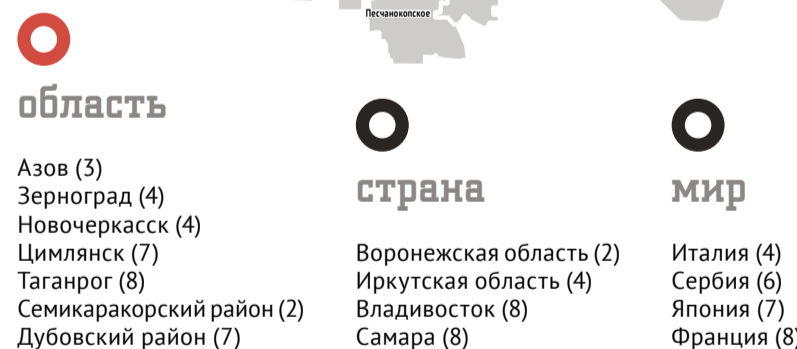 Песчанокопское
область
Азов (3)
Зерноград (4)
Новочеркасск (4)
Цимлянск (7)
Таганрог (8)
Семикаракорский район (2)
Дубовский район (7)
страна
Воронежская область (2)
Иркутская область (4)
Владивосток (8)
Самара (8)
мир
Италия (4)
Сербия (6)
Япония (7)
Франция (8)